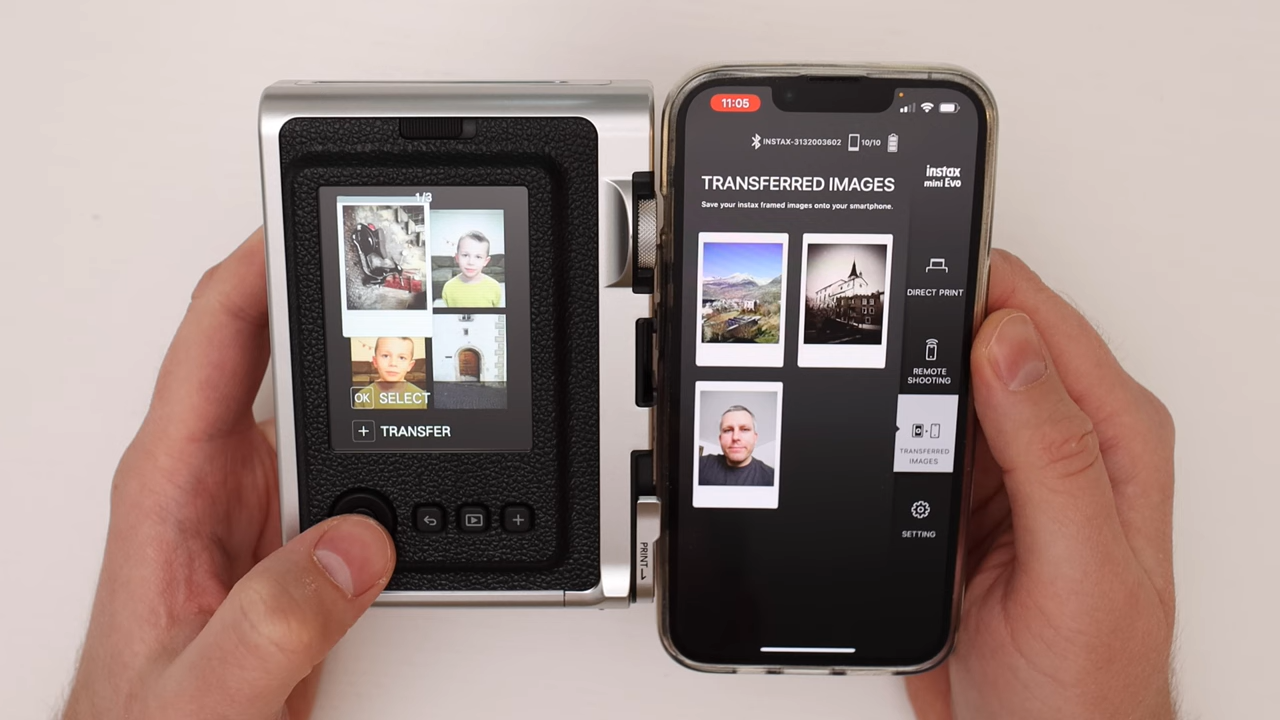 1/3
OK SELECT
+ TRANSFER
PRINT
11:05
INSTAX-3132003602 10/10
TRANSFERRED IMAGES
Save your instax framed images onto your smartphone.
instax
mini Evo
DIRECT PRINT
REMOTE
SHOOTING
TRANSFERRED
IMAGES
SETTING